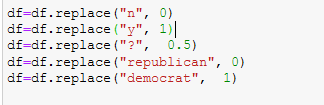 df=df.replace("n", 0)
df=df.replace("y", 1)
df=df.replace("?", 0.5)
df=df.replace("republican", 0)
df=df.replace("democrat", 1)